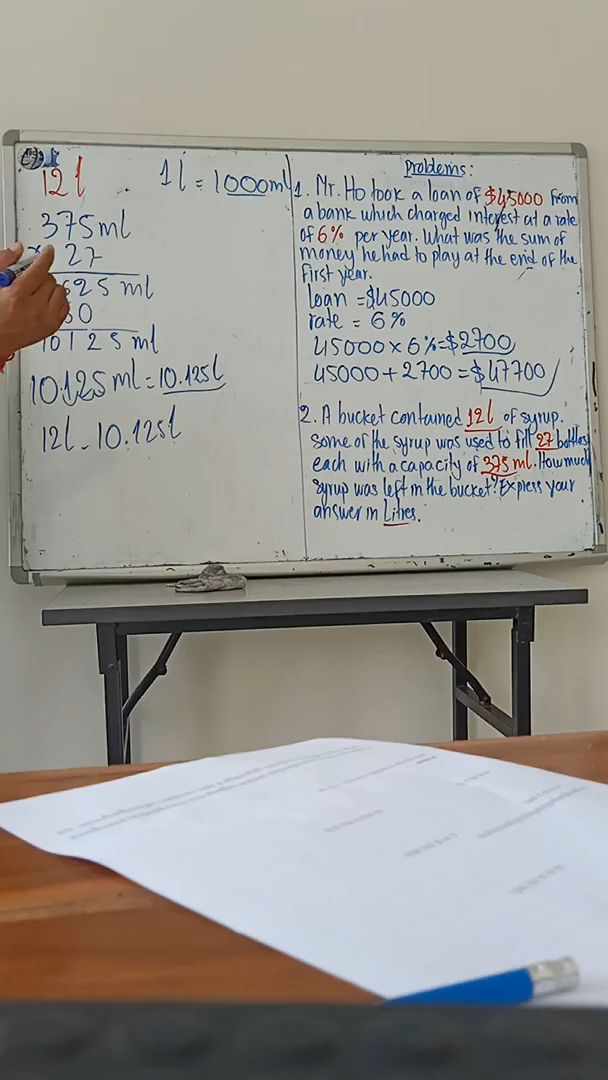 12 l
1 l = 1000 ml
375 ml
27
625 ml
50
10125 ml
10125 ml = 10.125 l
12 l - 10.125 l
Problems:
1. Mr. Ho took a loan of $45000 from
a bank which charged interest at a rate
of 6% per year. What was the sum of
money he had to play at the end of the
first year.
loan = $45000
rate = 6%
45000 × 6% = $2700
45000 + 2700 = $47700
2. A bucket contained 12 l of syrup.
some of the syrup was used to fill 27 bottles
each with a capacity of 375 ml. How much
syrup was left in the bucket? Express your
answer in Litres.